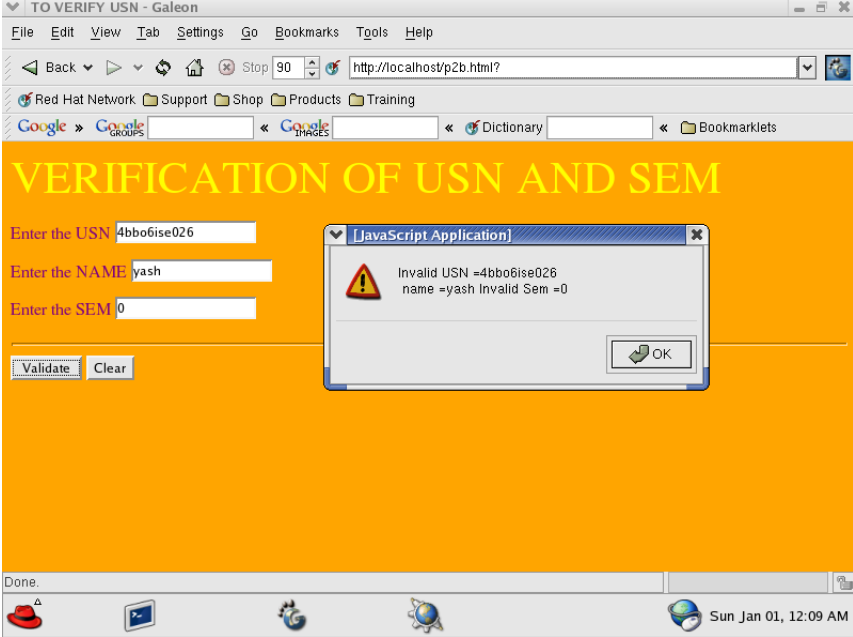 TO VERIFY USN - Galeon
File Edit View Tab Settings Go Bookmarks Tools Help
Back Stop 90 http://localhost/p2b.html?
Red Hat Network Support Shop Products Training
Google » Google GROUPS « Google IMAGES « Dictionary « Bookmarklets
VERIFICATION OF USN AND SEM
Enter the USN 4bbo6ise026
Enter the NAME yash
Enter the SEM 0
Validate Clear
[JavaScript Application]
Invalid USN =4bbo6ise026
name =yash Invalid Sem =0
OK
Done.
Sun Jan 01, 12:09 AM